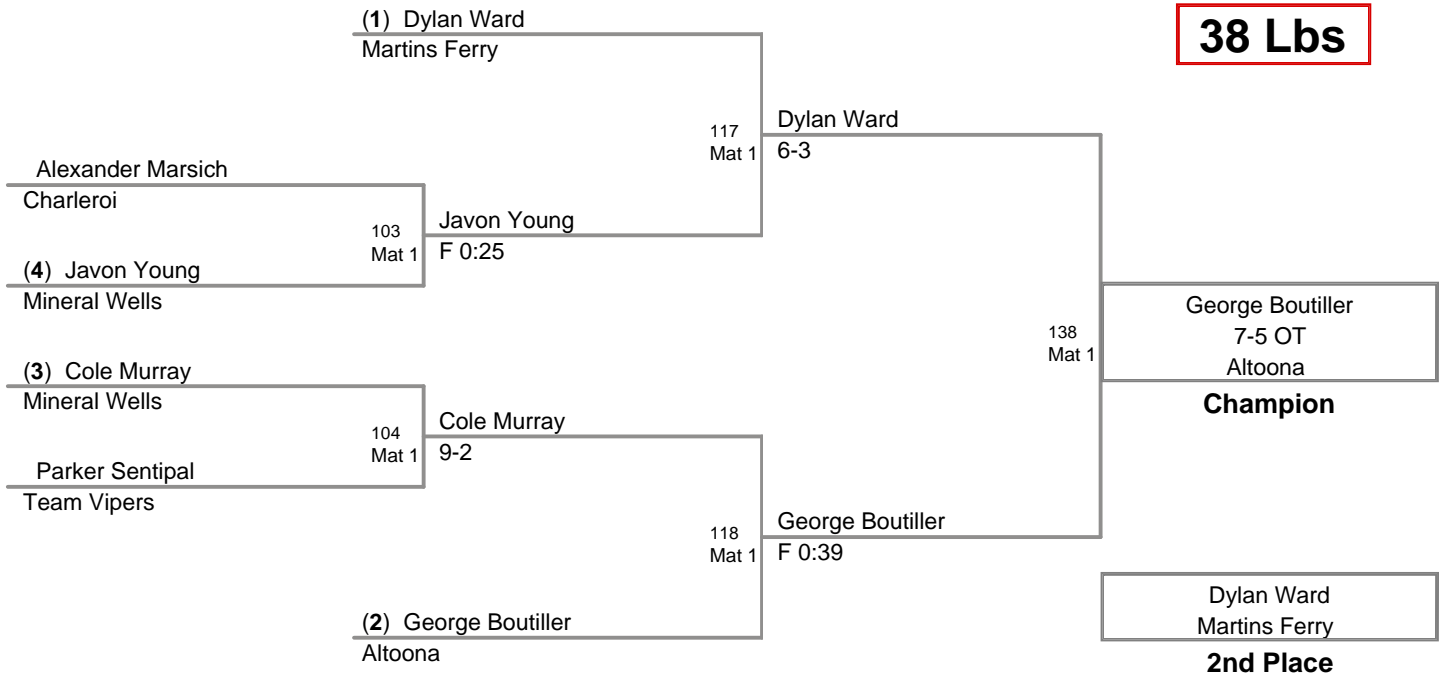 (1) Dylan Ward
Martins Ferry
38 Lbs
117
Mat 1
Dylan Ward
6-3
Alexander Marsich
Charleroi
103
Mat 1
Javon Young
F 0:25
(4) Javon Young
Mineral Wells
138
Mat 1
George Boutiller
7-5 OT
Altoona
Champion
(3) Cole Murray
Mineral Wells
104
Mat 1
Cole Murray
9-2
Parker Sentipal
Team Vipers
118
Mat 1
George Boutiller
F 0:39
(2) George Boutiller
Altoona
Dylan Ward
Martins Ferry
2nd Place